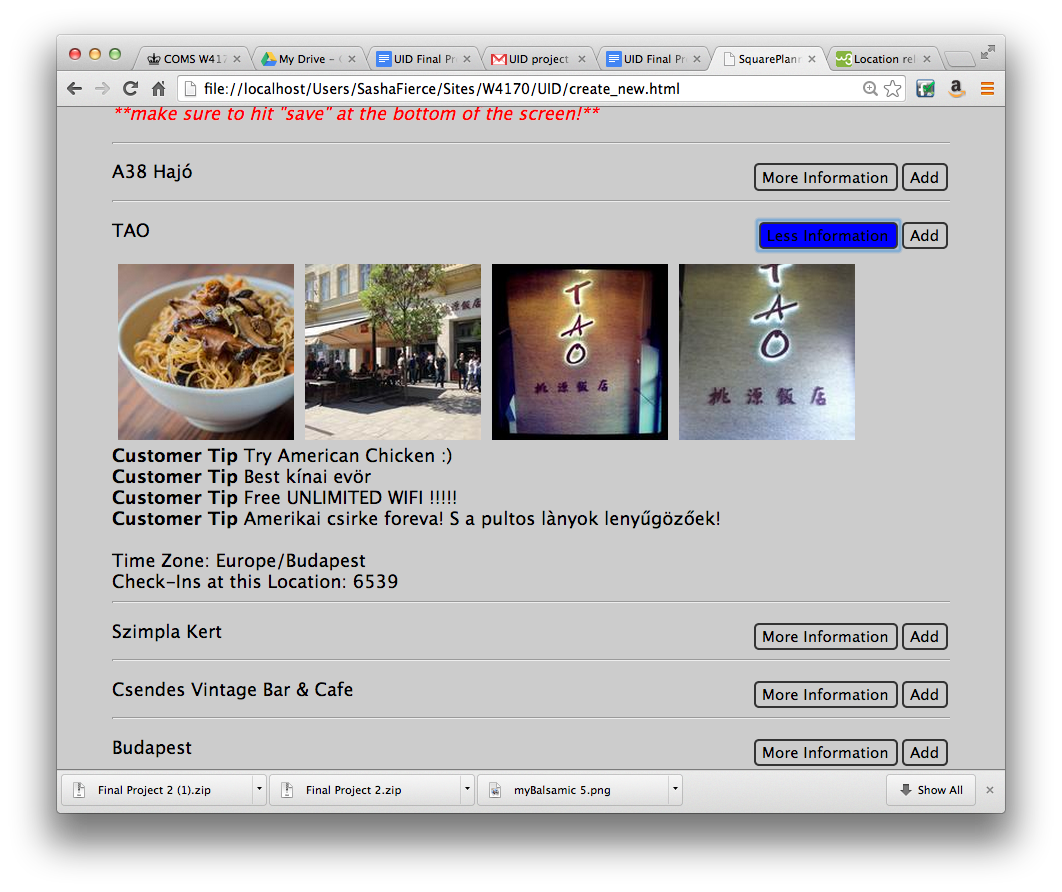 COMS W417
My Drive –
UID Final Pr
UID project
UID Final Pr
SquarePlann
Location rel
file://localhost/Users/SashaFierce/Sites/W4170/UID/create_new.html
**make sure to hit "save" at the bottom of the screen!**
A38 Hajó More Information Add
TAO Less Information Add
桃源飯店
TAO
桃源飯店
TAO
桃源飯店
Customer Tip Try American Chicken :)
Customer Tip Best kínai evör
Customer Tip Free UNLIMITED WIFI !!!!!
Customer Tip Amerikai csirke foreva! S a pultos lànyok lenyűgözőek!
Time Zone: Europe/Budapest
Check-Ins at this Location: 6539
Szimpla Kert More Information Add
Csendes Vintage Bar & Cafe More Information Add
Budapest More Information Add
Final Project 2 (1).zip
Final Project 2.zip
myBalsamic 5.png
Show All